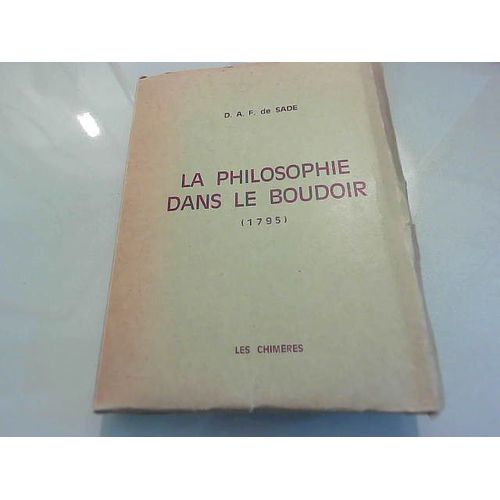 D. A. F. de SADE
LA PHILOSOPHIE
DANS LE BOUDOIR
(1795)
LES CHIMÈRES